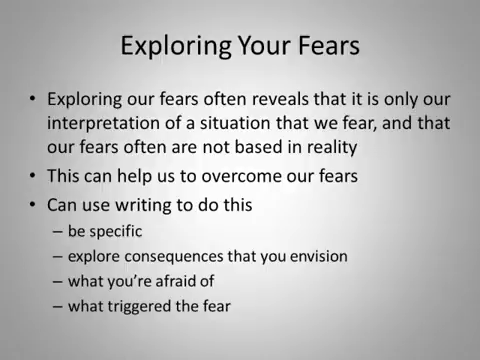 Exploring Your Fears
• Exploring our fears often reveals that it is only our
interpretation of a situation that we fear, and that
our fears often are not based in reality
• This can help us to overcome our fears
• Can use writing to do this
– be specific
– explore consequences that you envision
– what you’re afraid of
– what triggered the fear